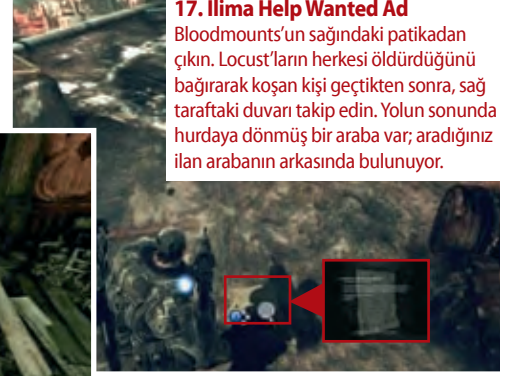 17. Ilima Help Wanted Ad
Bloodmounts'un sağındaki patikadan
çıkın. Locust'ların herkesi öldürdüğünü
bağırarak koşan kişi geçtikten sonra, sağ
taraftaki duvarı takip edin. Yolun sonunda
hurdaya dönmüş bir araba var; aradığınız
ilan arabanın arkasında bulunuyor.